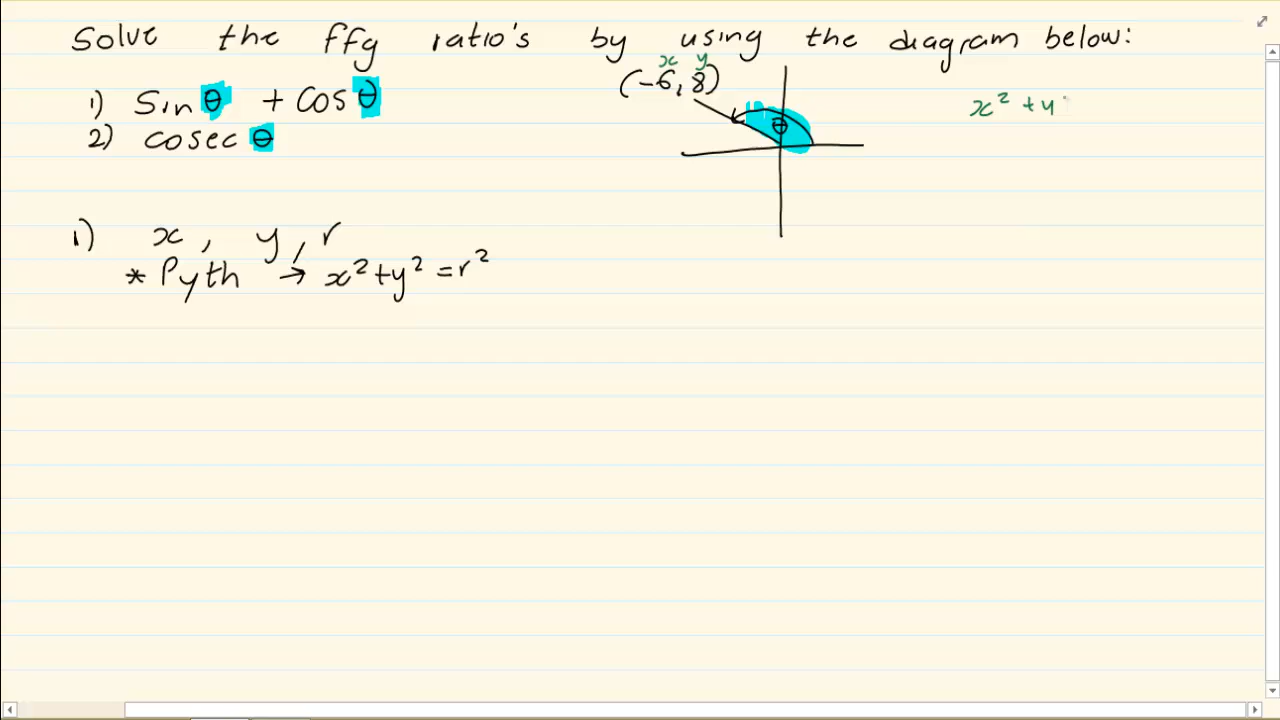 Solve the ffg ratio's by using the diagram below:
1) Sin θ + cos θ
2) cosec θ
x y
(-6, 8)
θ
x² + y
1) x, y, r
* Pyth → x² + y² = r²